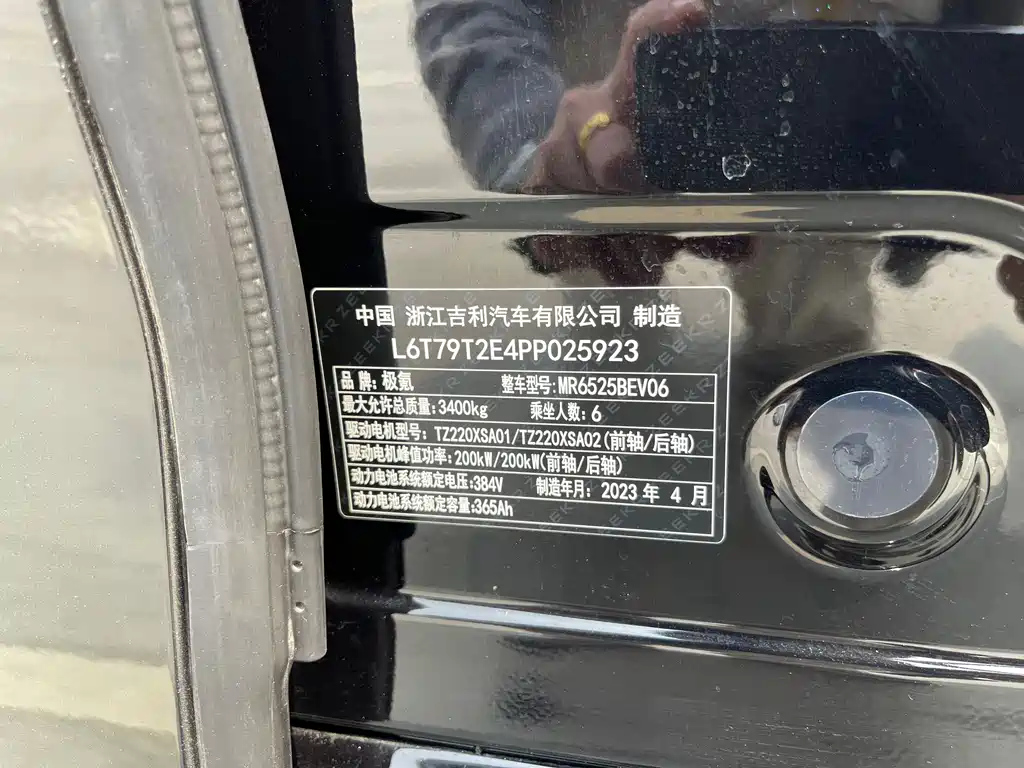 中国 浙江吉利汽车有限公司 制造
L6T79T2E4PP025923
品牌:极氪 整车型号:MR6525BEV06
最大允许总质量:3400kg 乘坐人数:6
驱动电机型号:TZ220XSA01/TZ220XSA02(前轴/后轴)
驱动电机峰值功率:200kW/200kW(前轴/后轴)
动力电池系统额定电压:384V 制造年月:2023年 4月
动力电池系统额定容量:365Ah